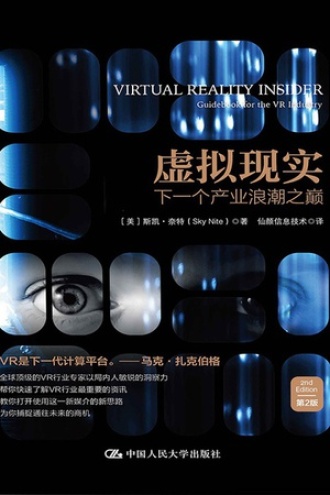 VIRTUAL REALITY INSIDER
Guidebook for the VR Industry
虚拟现实
下一个产业浪潮之巅
［美］斯凯·奈特（Sky Nite）著 仙颜信息技术 译
VR是下一代计算平台。——马克·扎克伯格
全球顶级的VR行业专家以局内人敏锐的洞察力
帮你快速了解VR行业最重要的资讯
教你打开使用这一新媒介的新思路
为你捕捉通往未来的商机
2nd
Edition
第2版
中国人民大学出版社